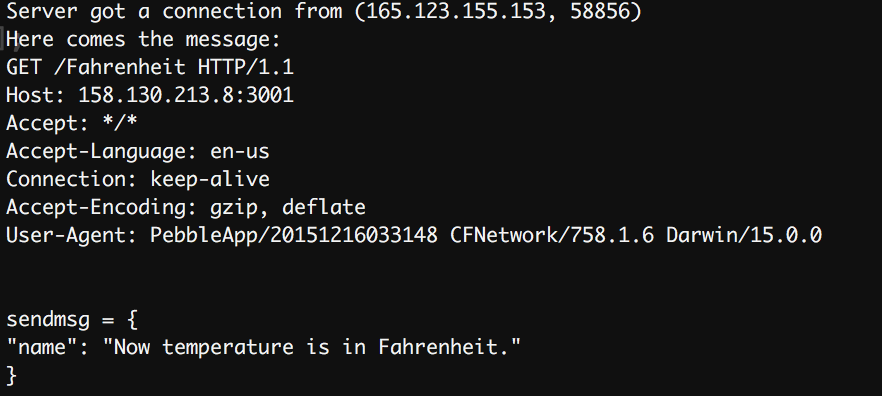 Server got a connection from (165.123.155.153, 58856)
Here comes the message:
GET /Fahrenheit HTTP/1.1
Host: 158.130.213.8:3001
Accept: */*
Accept-Language: en-us
Connection: keep-alive
Accept-Encoding: gzip, deflate
User-Agent: PebbleApp/20151216033148 CFNetwork/758.1.6 Darwin/15.0.0
sendmsg = {
"name": "Now temperature is in Fahrenheit."
}